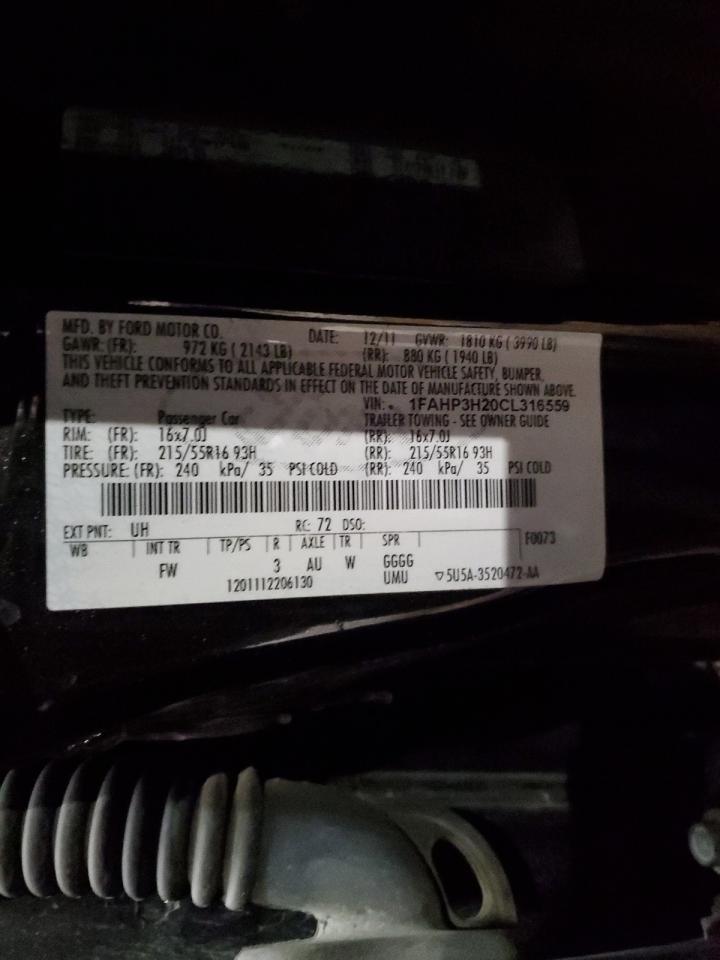 MFD. BY FORD MOTOR CO.
DATE: 12/11 GVWR: 1810 KG ( 3990 LB)
GAWR: (FR): 972 KG ( 2143 LB) (RR): 880 KG ( 1940 LB)
THIS VEHICLE CONFORMS TO ALL APPLICABLE FEDERAL MOTOR VEHICLE SAFETY, BUMPER,
AND THEFT PREVENTION STANDARDS IN EFFECT ON THE DATE OF MANUFACTURE SHOWN ABOVE.
VIN: 1FAHP3H20CL316559
TYPE: Passenger Car TRAILER TOWING - SEE OWNER GUIDE
RIM: (FR): 16x7.0J (RR): 16x7.0J
TIRE: (FR): 215/55R16 93H (RR): 215/55R16 93H
PRESSURE: (FR): 240 kPa/ 35 PSI COLD (RR): 240 kPa/ 35 PSI COLD
EXT PNT: UH RC: 72 DSO: F0073
WB INT TR TP/PS R AXLE TR SPR
FW 3 AU W GGGG
1201112206130 UMU ▽5U5A-3520472-AA